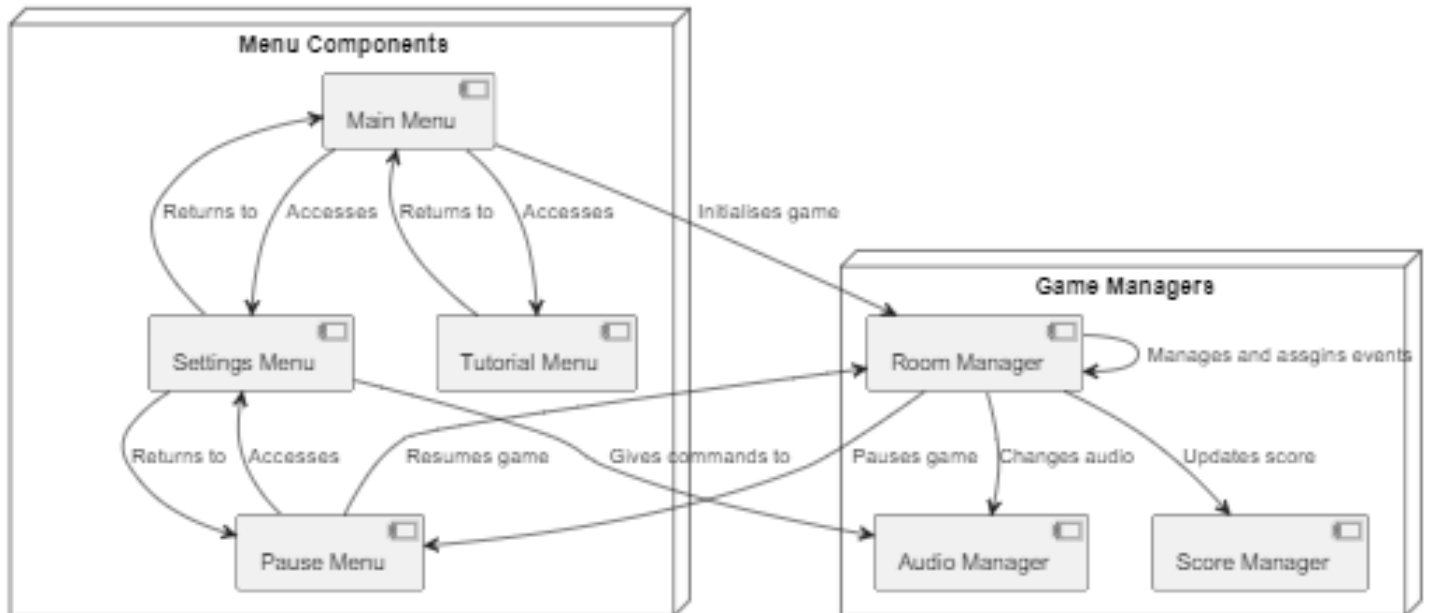 Menu Components
Main Menu
Returns to
Accesses
Returns to
Accesses
Initialises game
Game Managers
Settings Menu
Tutorial Menu
Room Manager
Manages and assgins events
Returns to
Accesses
Resumes game
Gives commands to
Pauses game
Changes audio
Updates score
Pause Menu
Audio Manager
Score Manager